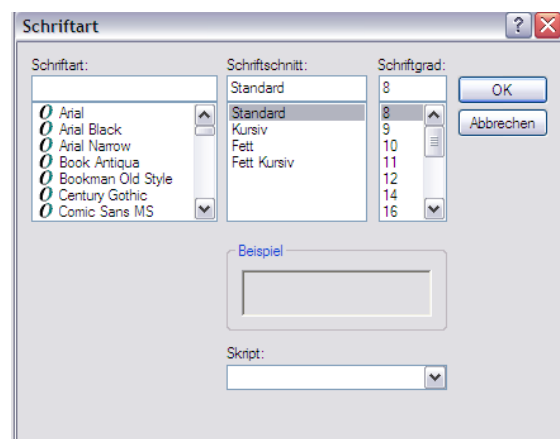 Schriftart
Schriftart: Schriftschnitt: Schriftgrad:
Standard 8 OK
Arial Standard 8 Abbrechen
Arial Black Kursiv 9
Arial Narrow Fett 10
Book Antiqua Fett Kursiv 11
Bookman Old Style 12
Century Gothic 14
Comic Sans MS 16
Beispiel
Skript: